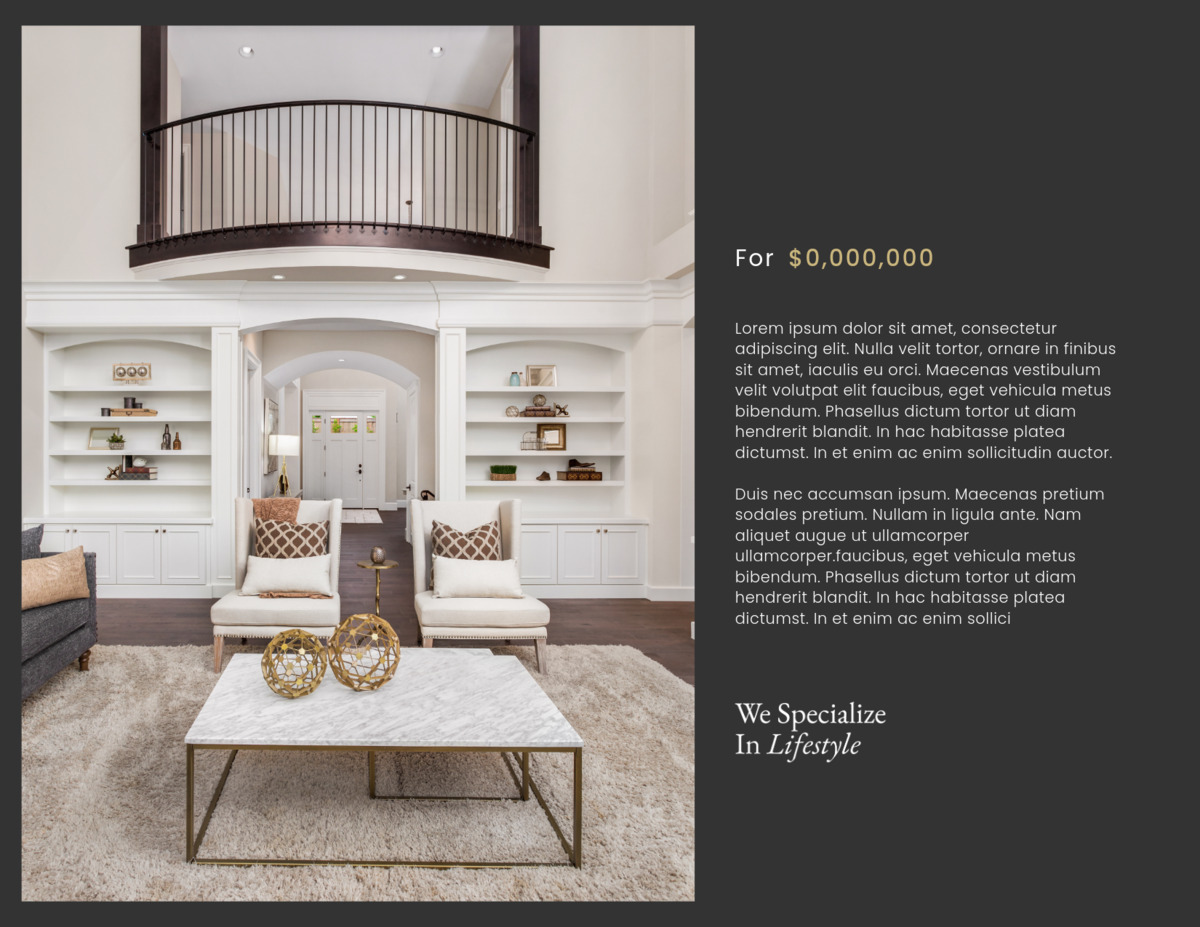 For $0,000,000
Lorem ipsum dolor sit amet, consectetur
adipiscing elit. Nulla velit tortor, ornare in finibus
sit amet, iaculis eu orci. Maecenas vestibulum
velit volutpat elit faucibus, eget vehicula metus
bibendum. Phasellus dictum tortor ut diam
hendrerit blandit. In hac habitasse platea
dictumst. In et enim ac enim sollicitudin auctor.
Duis nec accumsan ipsum. Maecenas pretium
sodales pretium. Nullam in ligula ante. Nam
aliquet augue ut ullamcorper
ullamcorper.faucibus, eget vehicula metus
bibendum. Phasellus dictum tortor ut diam
hendrerit blandit. In hac habitasse platea
dictumst. In et enim ac enim sollici
We Specialize
In Lifestyle